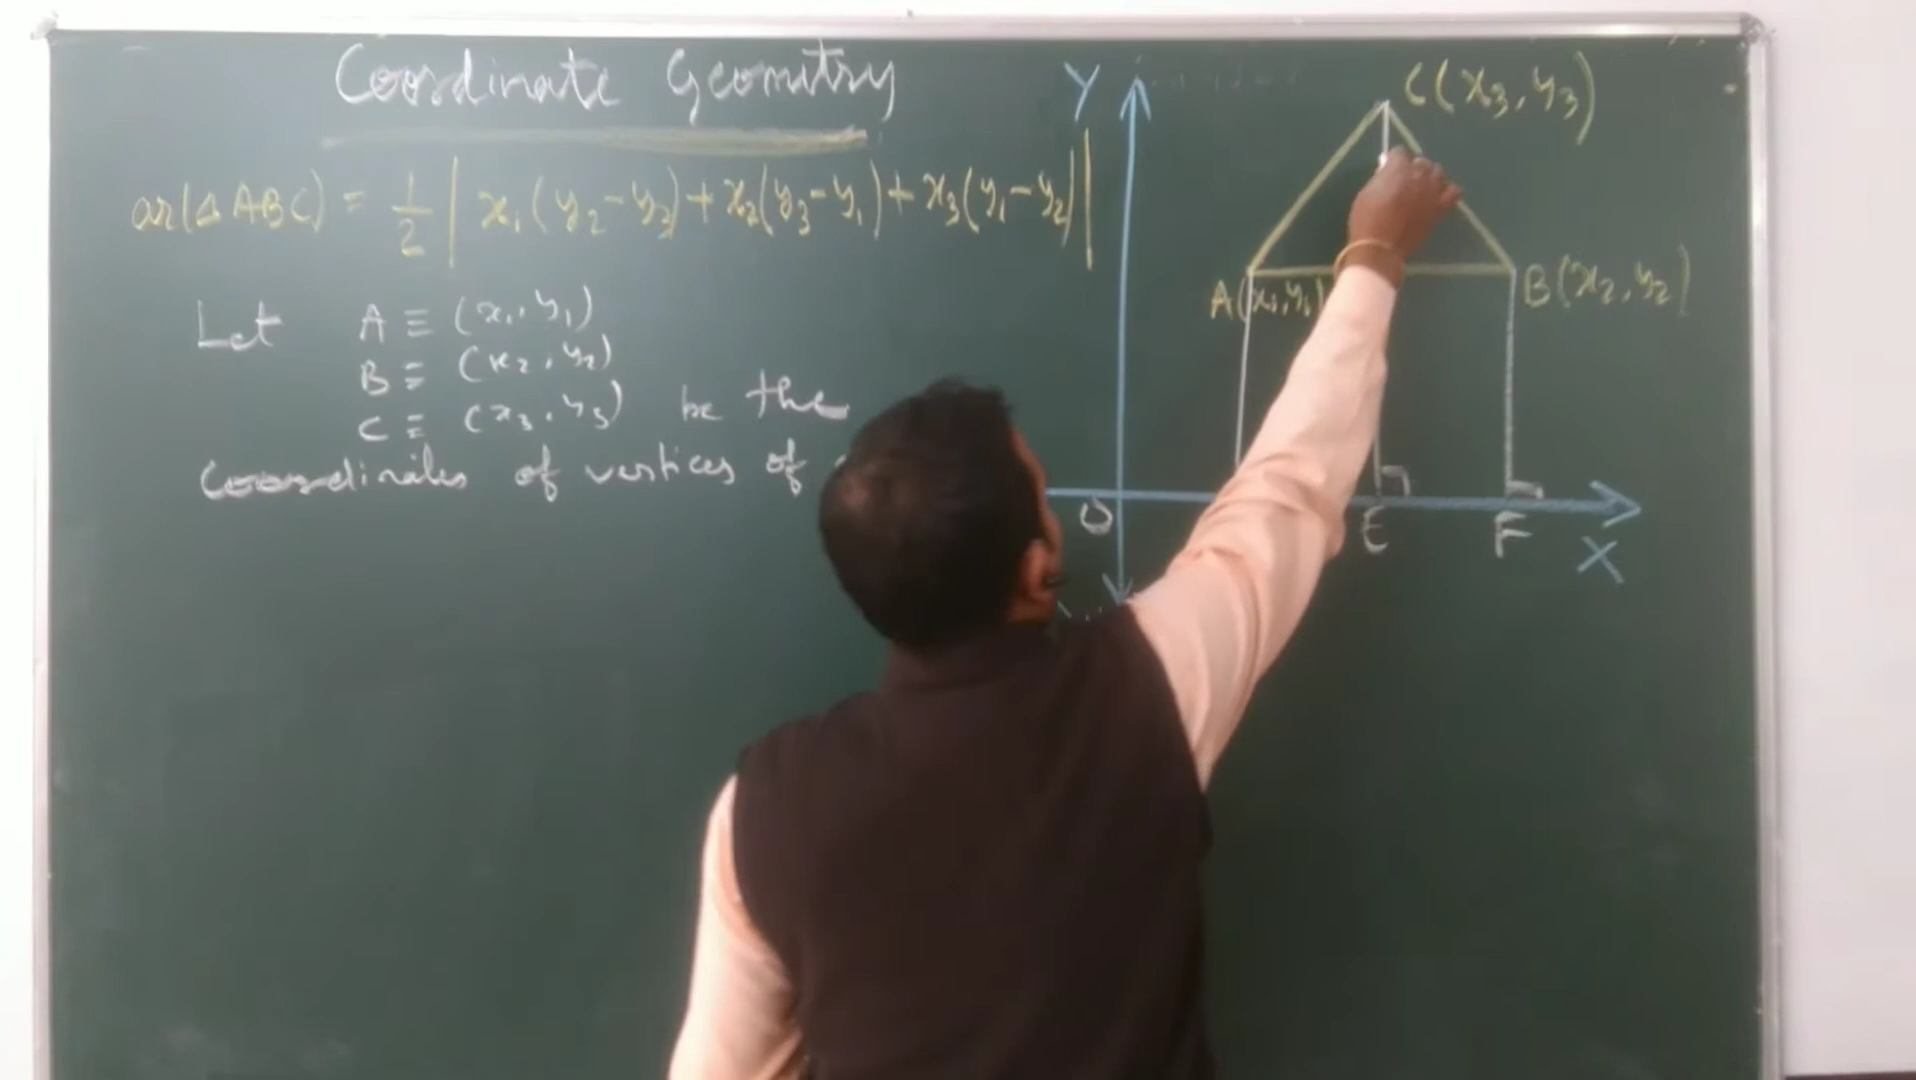 Coordinate Geometry
ar(Δ ABC) = 1/2 | x₁(y₂-y₃)+x₂(y₃-y₁)+x₃(y₁-y₂) |
Let A ≡ (x₁, y₁)
B ≡ (x₂, y₂)
C ≡ (x₃, y₃) be the
Coordinates of vertices of
Y
C(x₃, y₃)
A(x₁, y₁)
B(x₂, y₂)
O
E
F
X